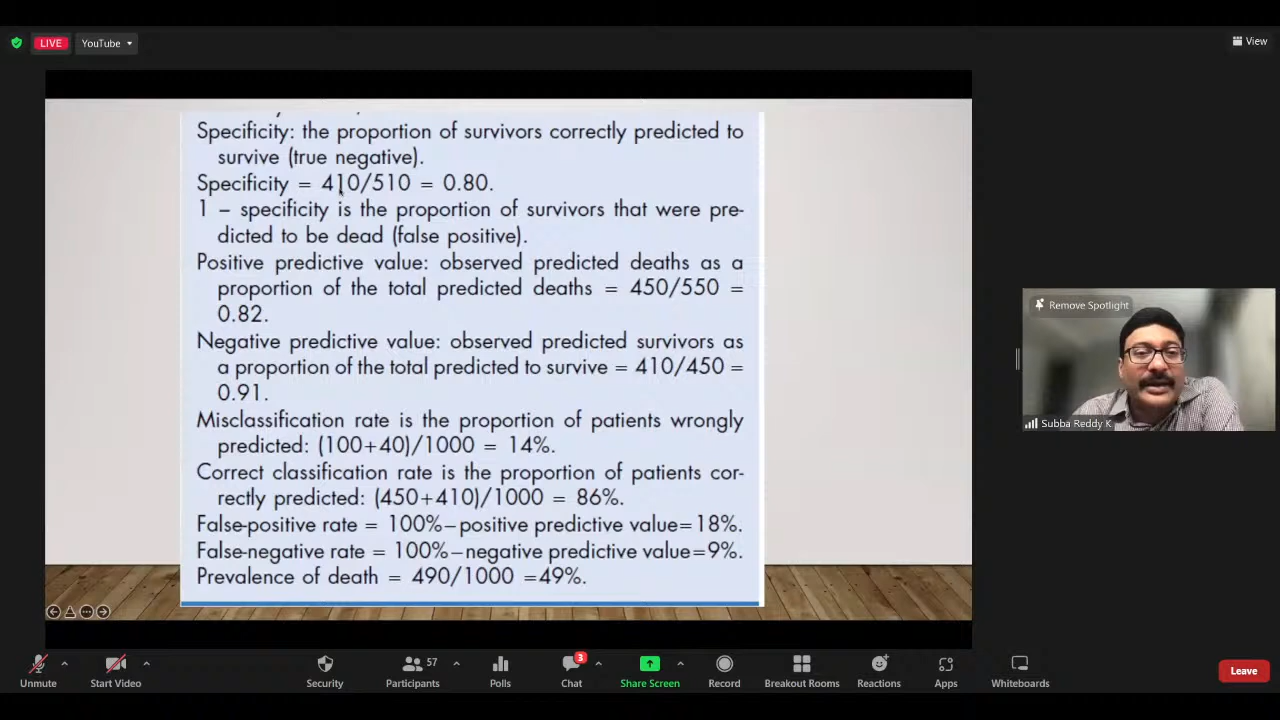 LIVE
YouTube
View
Specificity: the proportion of survivors correctly predicted to
survive (true negative).
Specificity = 410/510 = 0.80.
1 – specificity is the proportion of survivors that were pre-
dicted to be dead (false positive).
Positive predictive value: observed predicted deaths as a
proportion of the total predicted deaths = 450/550 =
0.82.
Negative predictive value: observed predicted survivors as
a proportion of the total predicted to survive = 410/450 =
0.91.
Misclassification rate is the proportion of patients wrongly
predicted: (100+40)/1000 = 14%.
Correct classification rate is the proportion of patients cor-
rectly predicted: (450+410)/1000 = 86%.
False-positive rate = 100%–positive predictive value=18%.
False-negative rate = 100%–negative predictive value=9%.
Prevalence of death = 490/1000 =49%.
Remove Spotlight
Subba Reddy K
57
3
Unmute
Start Video
Security
Participants
Polls
Chat
Share Screen
Record
Breakout Rooms
Reactions
Apps
Whiteboards
Leave